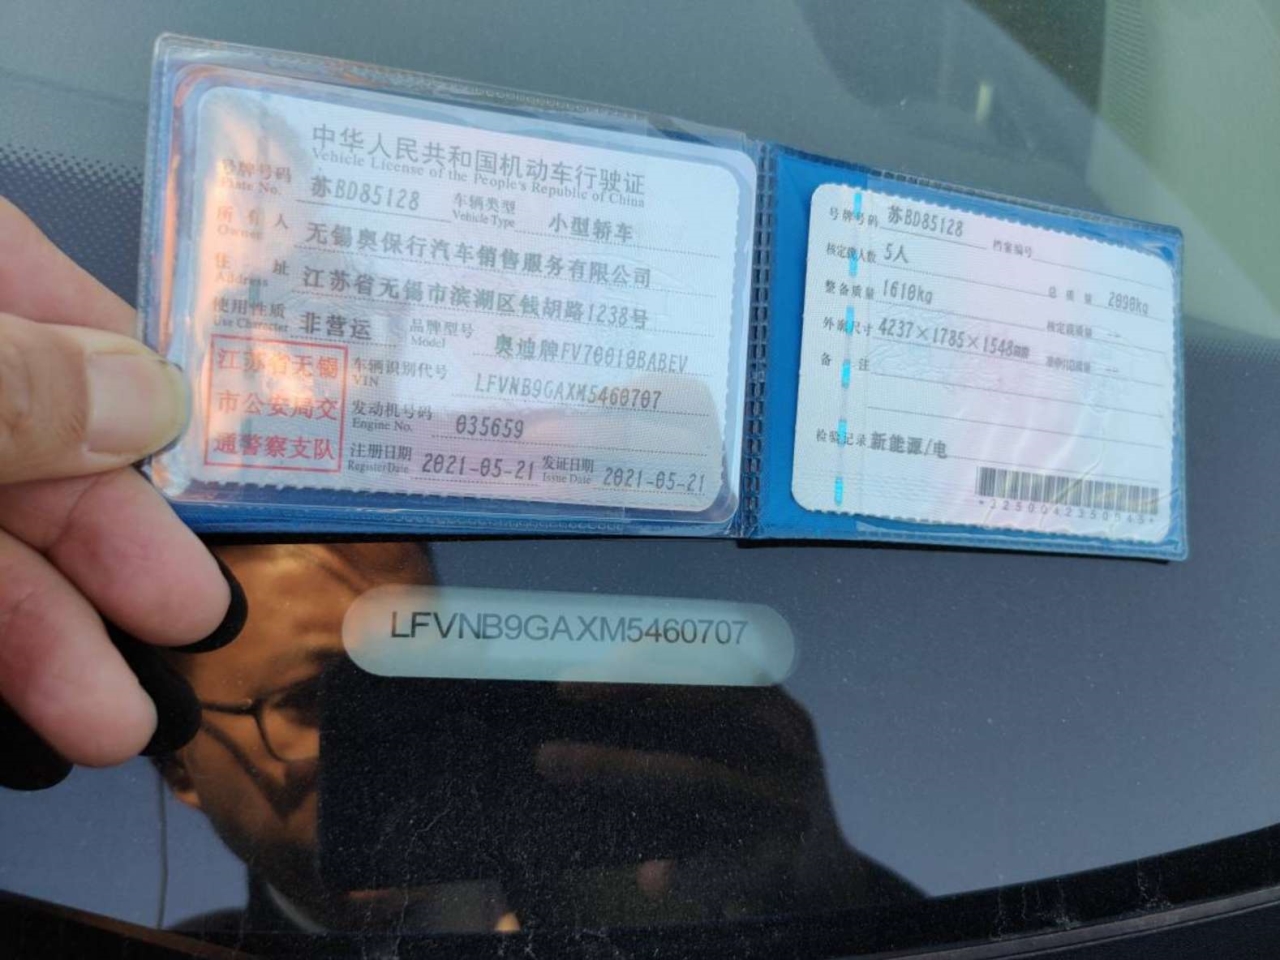 中华人民共和国机动车行驶证
Vehicle License of the People's Republic of China
号牌号码 苏BD85128 车辆类型 小型轿车
Plate No. Vehicle Type
所有人 无锡奥保行汽车销售服务有限公司
Owner
住址 江苏省无锡市滨湖区钱胡路1238号
Address
使用性质 非营运 品牌型号 奥迪牌FV7001BABEV
Use Character Model
江苏省无锡
市公安局交
通警察支队
车辆识别代号 LFVNB9GAXM5460707
VIN
发动机号码 035659
Engine No.
注册日期 2021-05-21 发证日期 2021-05-21
Register Date Issue Date
号牌号码 苏BD85128 档案编号
核定载人数 5人 总质量 2090kg
整备质量 1610kg 核定载质量 --
外廓尺寸 4237×1785×1548 --
备注
检验记录 新能源/电
LFVNB9GAXM5460707